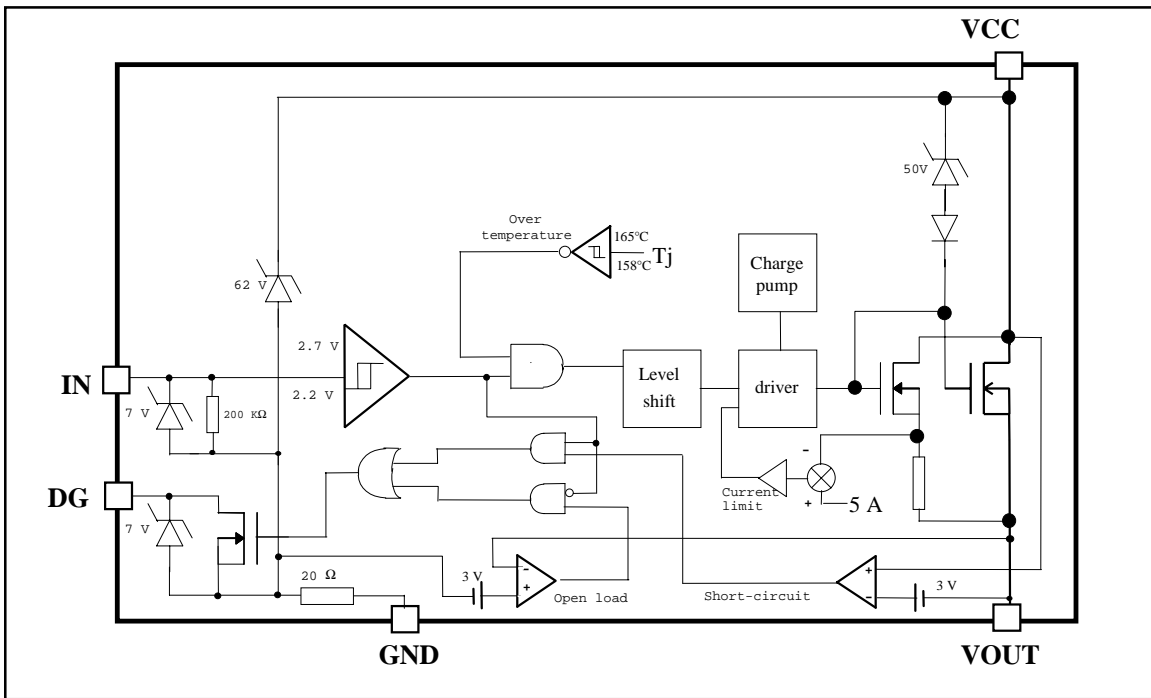 VCC
50V
Over
temperature
165°C
158°C
Tj
Charge
pump
62 V
2.7 V
IN
2.2 V
Level
shift
driver
7 V
200 KΩ
DG
-
Current
limit
+
5 A
7 V
20 Ω
3 V
-
+
Open load
Short-circuit
+
-
3 V
GND
VOUT